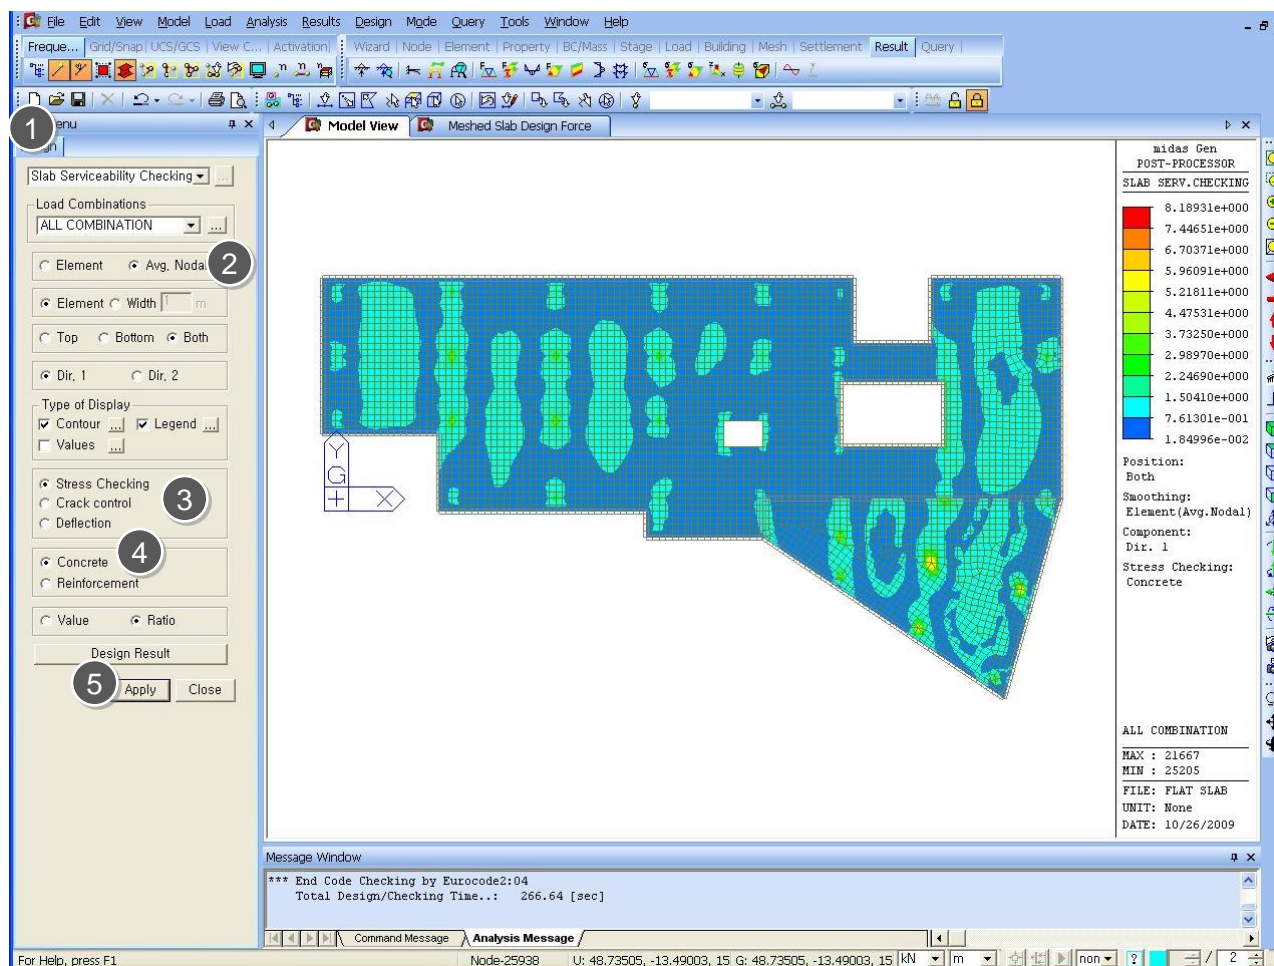 File Edit View Model Load Analysis Results Design Mode Query Tools Window Help
Freque... Grid/Snap UCS/GCS View C... Activation Wizard Node Element Property BC/Mass Stage Load Building Mesh Settlement Result Query
1
enu
Model View Meshed Slab Design Force
Slab Serviceability Checking ...
Load Combinations
ALL COMBINATION ...
Element Avg. Nodal
2
Element Width 1 m
Top Bottom Both
Dir. 1 Dir. 2
Type of Display
Contour ... Legend ...
Values ...
Stress Checking
Crack control
Deflection
3
4
Concrete
Reinforcement
Value Ratio
Design Result
5
Apply Close
Y
G
X
midas Gen
POST-PROCESSOR
SLAB SERV.CHECKING
8.18931e+000
7.44651e+000
6.70371e+000
5.96091e+000
5.21811e+000
4.47531e+000
3.73250e+000
2.98970e+000
2.24690e+000
1.50410e+000
7.61301e-001
1.84996e-002
Position:
Both
Smoothing:
Element(Avg.Nodal)
Component:
Dir. 1
Stress Checking:
Concrete
ALL COMBINATION
MAX : 21667
MIN : 25205
FILE: FLAT SLAB
UNIT: None
DATE: 10/26/2009
Message Window
*** End Code Checking by Eurocode2:04
Total Design/Checking Time..: 266.64 [sec]
Command Message Analysis Message
For Help, press F1 Node-25938 U: 48.73505, -13.49003, 15 G: 48.73505, -13.49003, 15 kN m non ? / 2